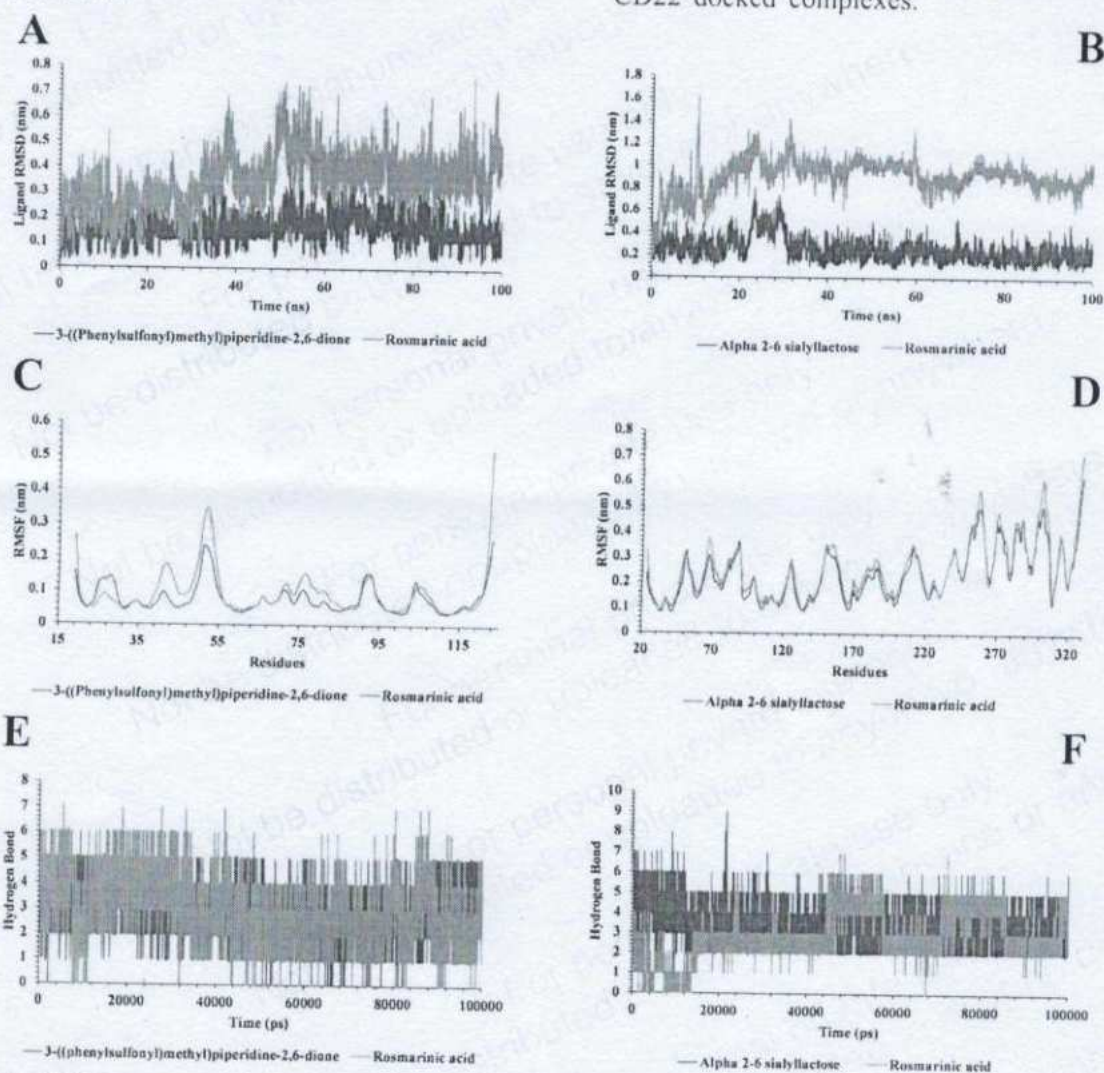 CD22 docked complexes.
A
Ligand RMSD (nm)
0.8
0.7
0.6
0.5
0.4
0.3
0.2
0.1
0
0 20 40 60 80 100
Time (ns)
3-((Phenylsulfonyl)methyl)piperidine-2,6-dione Rosmarinic acid
B
Ligand RMSD (nm)
1.8
1.6
1.4
1.2
1
0.8
0.6
0.4
0.2
0
0 20 40 60 80 100
Time (ns)
Alpha 2-6 sialyllactose Rosmarinic acid
C
RMSF (nm)
0.6
0.5
0.4
0.3
0.2
0.1
0
15 35 55 75 95 115
Residues
3-((Phenylsulfonyl)methyl)piperidine-2,6-dione Rosmarinic acid
D
RMSF (nm)
0.8
0.7
0.6
0.5
0.4
0.3
0.2
0.1
0
20 70 120 170 220 270 320
Residues
Alpha 2-6 sialyllactose Rosmarinic acid
E
Hydrogen Bond
8
7
6
5
4
3
2
1
0
0 20000 40000 60000 80000 100000
Time (ps)
3-((phenylsulfonyl)methyl)piperidine-2,6-dione Rosmarinic acid
F
Hydrogen Bond
10
9
8
7
6
5
4
3
2
1
0
0 20000 40000 60000 80000 100000
Time (ps)
Alpha 2-6 sialyllactose Rosmarinic acid